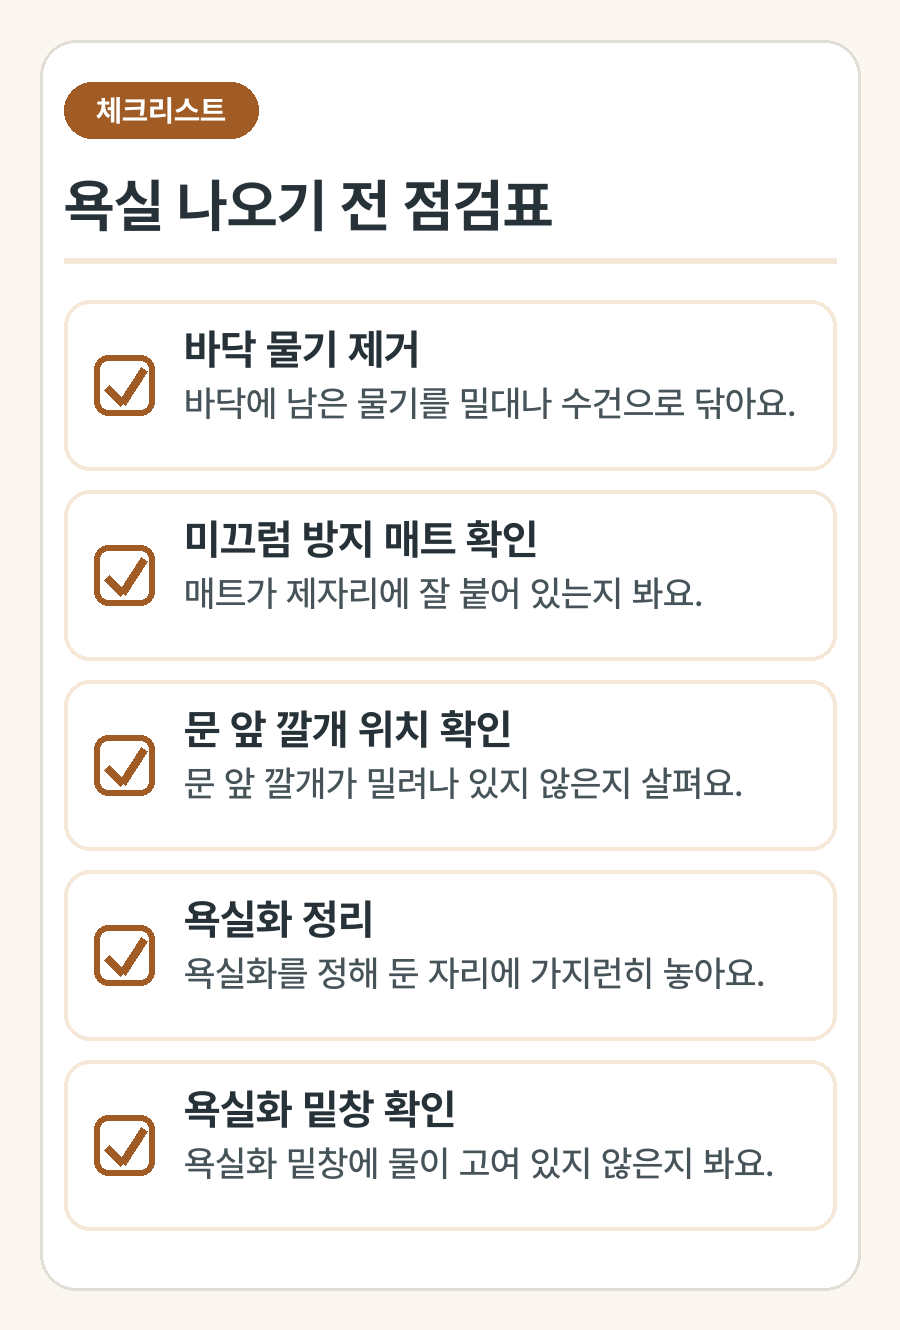 체크리스트
욕실 나오기 전 점검표
바닥 물기 제거
바닥에 남은 물기를 밀대나 수건으로 닦아요.
미끄럼 방지 매트 확인
매트가 제자리에 잘 붙어 있는지 봐요.
문 앞 깔개 위치 확인
문 앞 깔개가 밀려나 있지 않은지 살펴요.
욕실화 정리
욕실화를 정해 둔 자리에 가지런히 놓아요.
욕실화 밑창 확인
욕실화 밑창에 물이 고여 있지 않은지 봐요.